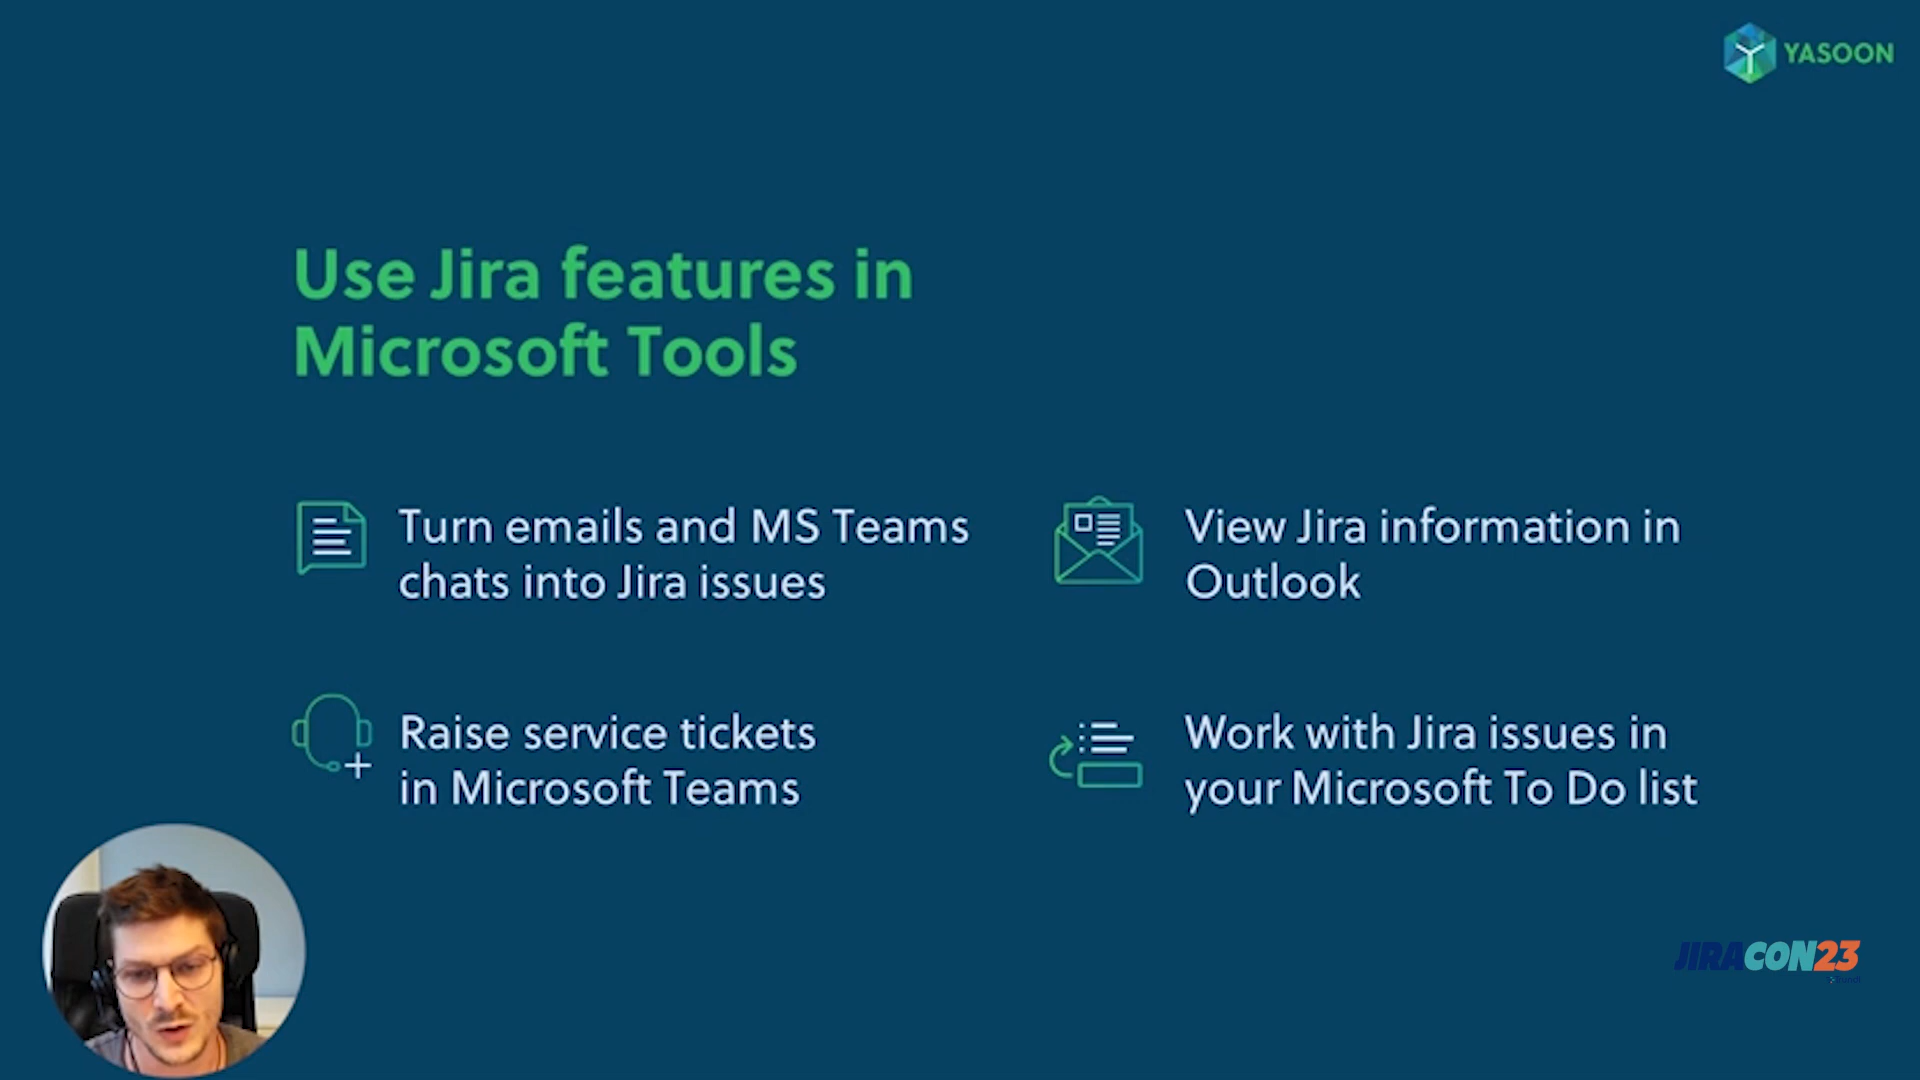 YASOON
Use Jira features in
Microsoft Tools
Turn emails and MS Teams
chats into Jira issues
View Jira information in
Outlook
Raise service tickets
in Microsoft Teams
Work with Jira issues in
your Microsoft To Do list
JIRACON23